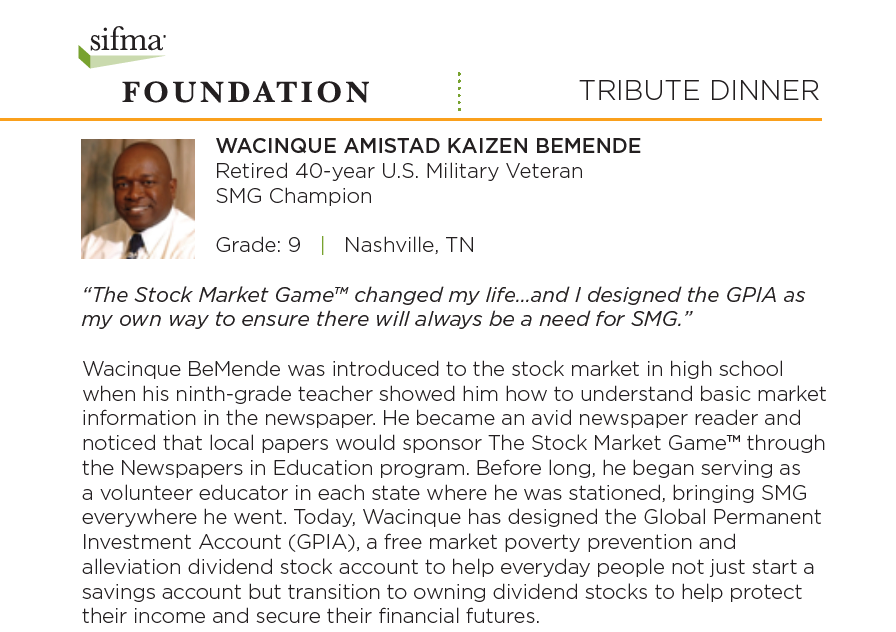 sifma
FOUNDATION
TRIBUTE DINNER
WACINQUE AMISTAD KAIZEN BEMENDE
Retired 40-year U.S. Military Veteran
SMG Champion
Grade: 9 | Nashville, TN
“The Stock Market Game™ changed my life...and I designed the GPIA as
my own way to ensure there will always be a need for SMG.”
Wacinque BeMende was introduced to the stock market in high school
when his ninth-grade teacher showed him how to understand basic market
information in the newspaper. He became an avid newspaper reader and
noticed that local papers would sponsor The Stock Market Game™ through
the Newspapers in Education program. Before long, he began serving as
a volunteer educator in each state where he was stationed, bringing SMG
everywhere he went. Today, Wacinque has designed the Global Permanent
Investment Account (GPIA), a free market poverty prevention and
alleviation dividend stock account to help everyday people not just start a
savings account but transition to owning dividend stocks to help protect
their income and secure their financial futures.